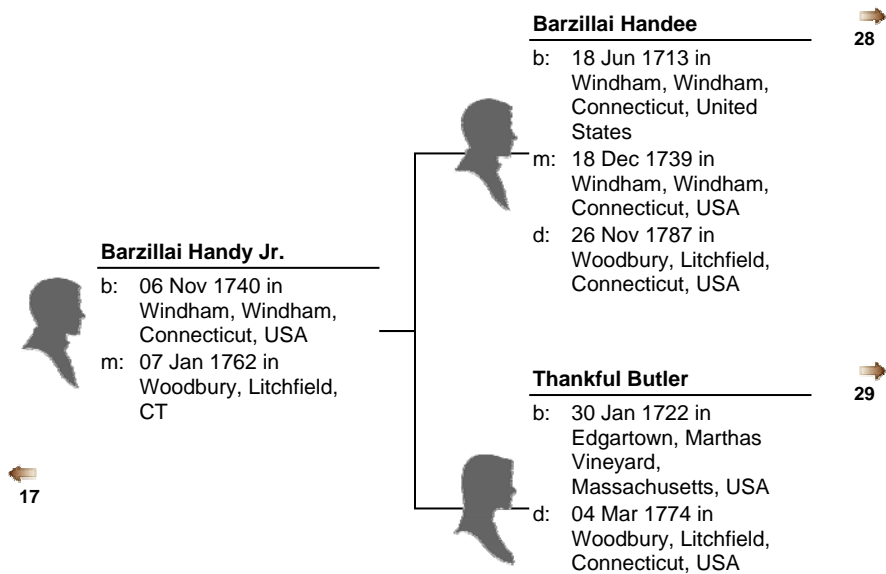 Barzillai Handee
b: 18 Jun 1713 in
Windham, Windham,
Connecticut, United
States
m: 18 Dec 1739 in
Windham, Windham,
Connecticut, USA
d: 26 Nov 1787 in
Woodbury, Litchfield,
Connecticut, USA
28
Barzillai Handy Jr.
b: 06 Nov 1740 in
Windham, Windham,
Connecticut, USA
m: 07 Jan 1762 in
Woodbury, Litchfield,
CT
17
Thankful Butler
b: 30 Jan 1722 in
Edgartown, Marthas
Vineyard,
Massachusetts, USA
d: 04 Mar 1774 in
Woodbury, Litchfield,
Connecticut, USA
29